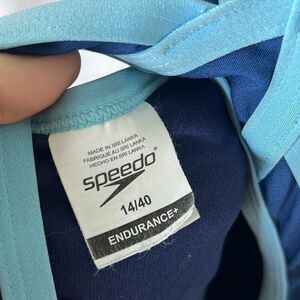 MADE IN SRI LANKA
FABRIQUÉ AU SRI LANKA
HECHO EN SRI LANKA
speedo
14/40
ENDURANCE+